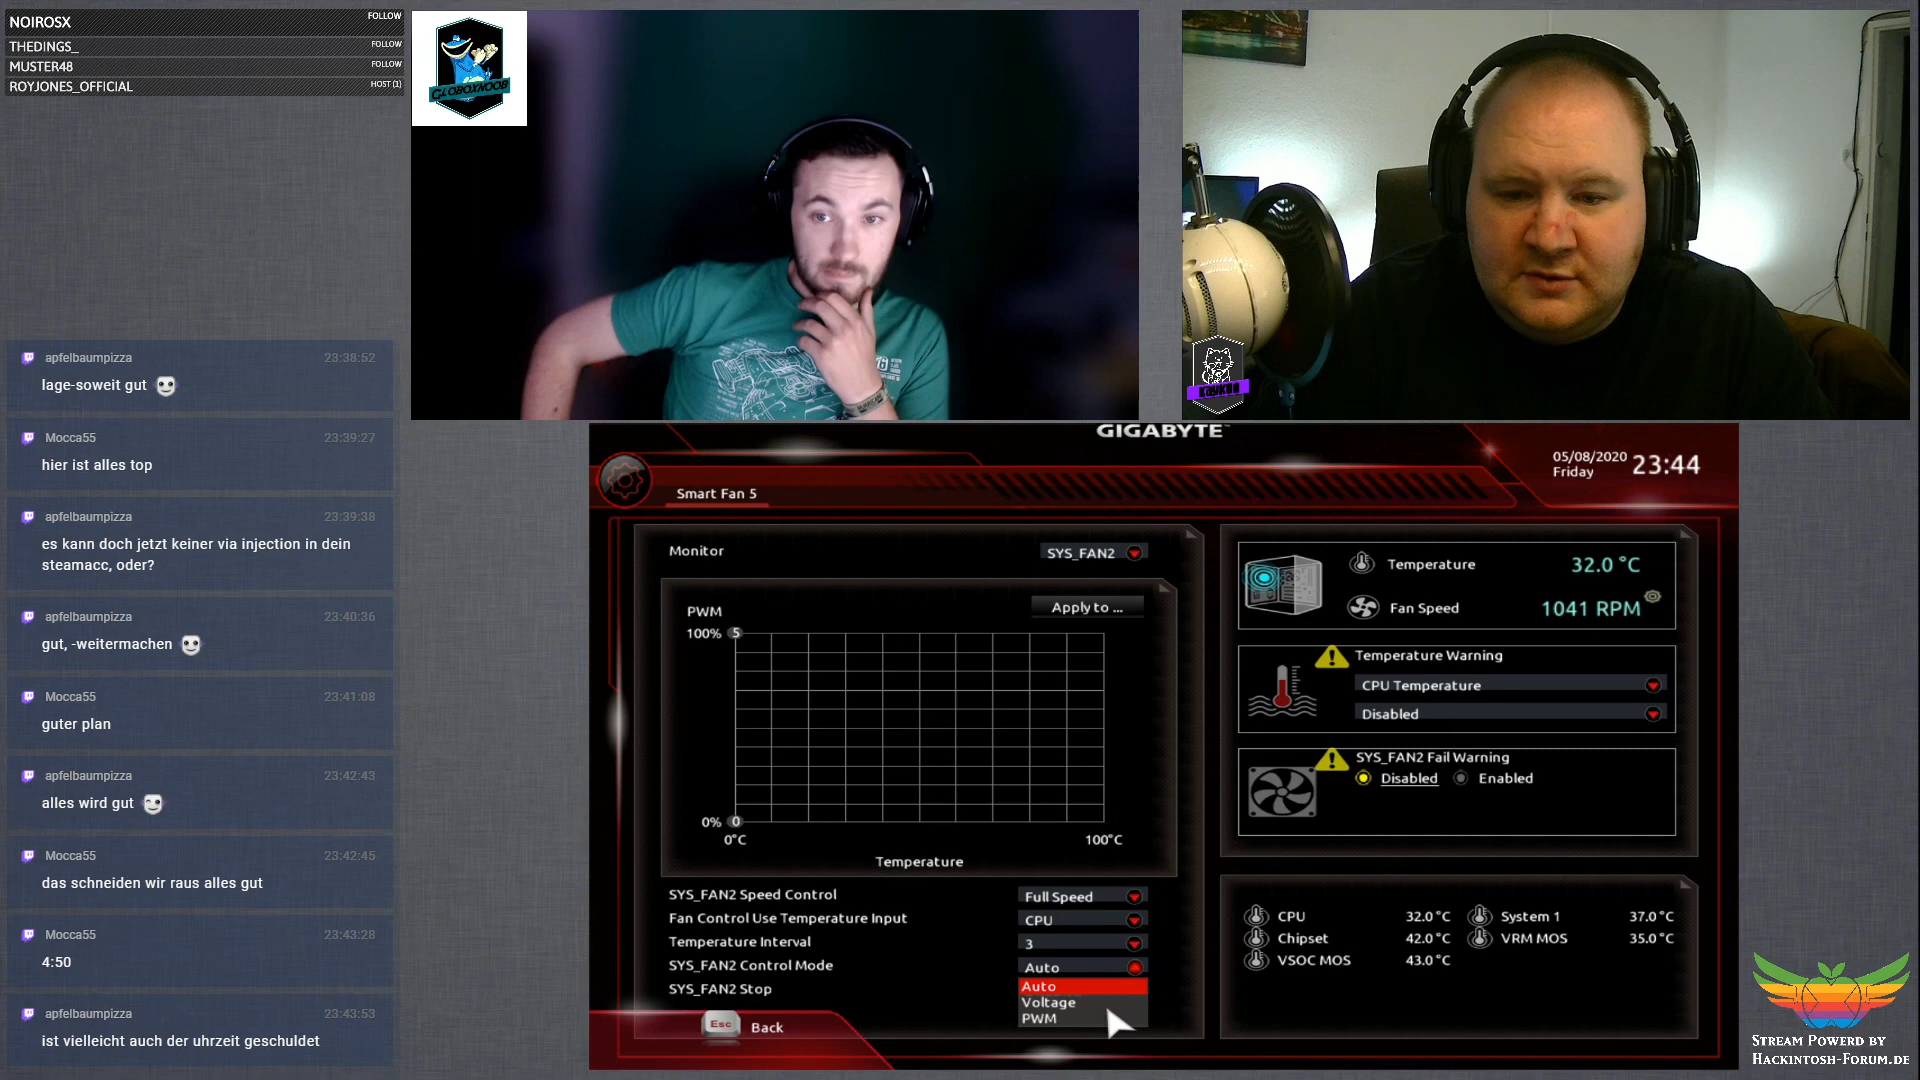 NOIROSX
FOLLOW
THEDINGS_
FOLLOW
MUSTER48
FOLLOW
ROYJONES_OFFICIAL
HOST (1)
GLOBOXNOOB
apfelbaumpizza
23:38:52
lage-soweit gut
Mocca55
23:39:27
hier ist alles top
apfelbaumpizza
23:39:38
es kann doch jetzt keiner via injection in dein
steamacc, oder?
apfelbaumpizza
23:40:36
gut, -weitermachen
Mocca55
23:41:08
guter plan
apfelbaumpizza
23:42:43
alles wird gut
Mocca55
23:42:45
das schneiden wir raus alles gut
Mocca55
23:43:28
4:50
apfelbaumpizza
23:43:53
ist vielleicht auch der uhrzeit geschuldet
GIGABYTE
05/08/2020
Friday
23:44
Smart Fan 5
Monitor
SYS_FAN2
PWM
Apply to ...
100%
5
0%
0
0°C
100°C
Temperature
SYS_FAN2 Speed Control
Full Speed
Fan Control Use Temperature Input
CPU
Temperature Interval
3
SYS_FAN2 Control Mode
Auto
SYS_FAN2 Stop
Auto
Voltage
PWM
Esc
Back
Temperature
32.0 °C
Fan Speed
1041 RPM
Temperature Warning
CPU Temperature
Disabled
SYS_FAN2 Fail Warning
Disabled
Enabled
CPU
32.0°C
System 1
37.0°C
Chipset
42.0°C
VRM MOS
35.0°C
VSOC MOS
43.0°C
STREAM POWERD BY
HACKINTOSH-FORUM.DE